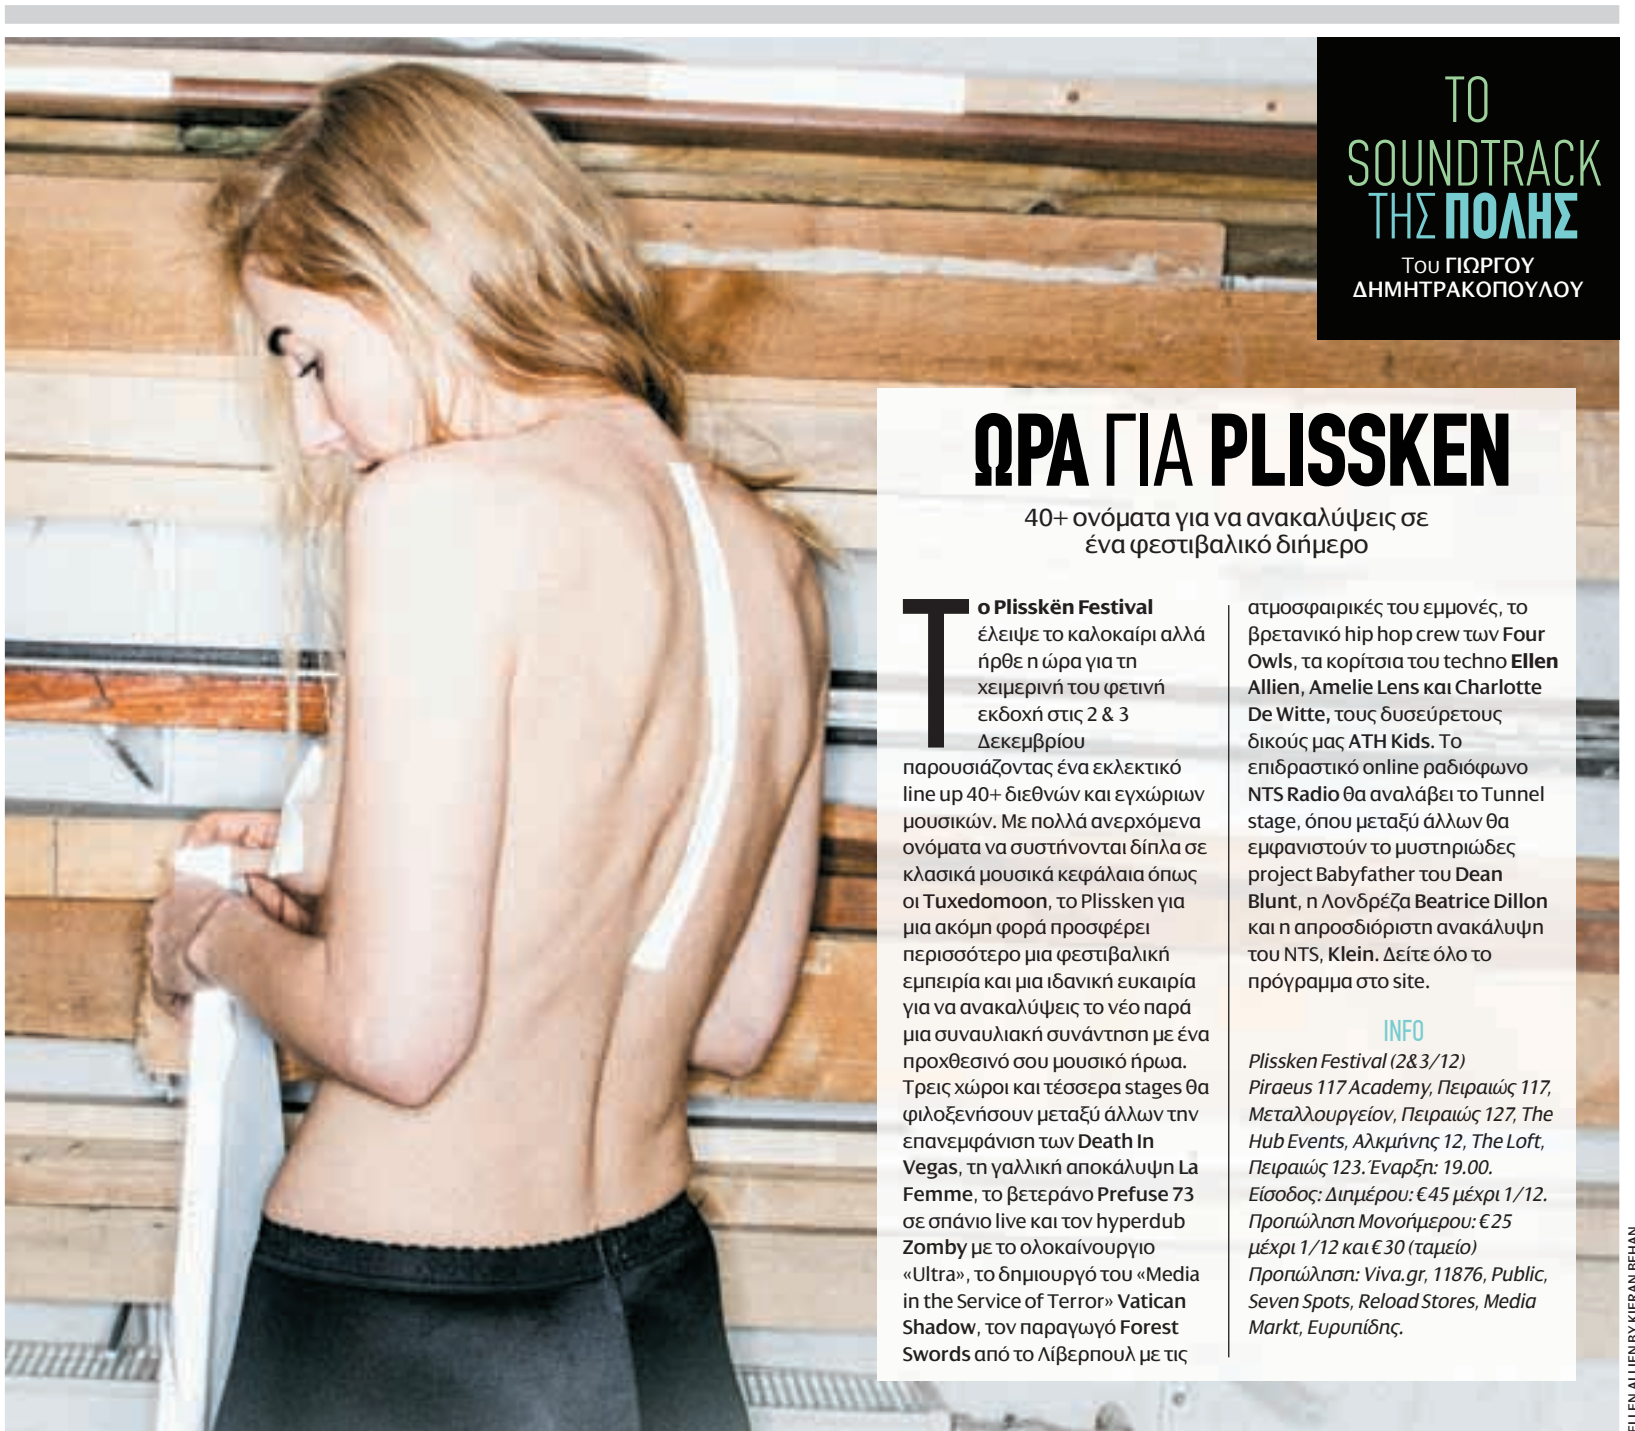 ΤΟ
SOUNDTRACK
ΤΗΣ ΠΟΛΗΣ
Του ΓΙΩΡΓΟΥ
ΔΗΜΗΤΡΑΚΟΠΟΥΛΟΥ
ΩΡΑ ΓΙΑ PLISSKEN
40+ ονόματα για να ανακαλύψεις σε
ένα φεστιβαλικό διήμερο
Το Plisskën Festival
έλειψε το καλοκαίρι αλλά
ήρθε η ώρα για τη
χειμερινή του φετινή
εκδοχή στις 2 & 3
Δεκεμβρίου
παρουσιάζοντας ένα εκλεκτικό
line up 40+ διεθνών και εγχώριων
μουσικών. Με πολλά ανερχόμενα
ονόματα να συστήνονται δίπλα σε
κλασικά μουσικά κεφάλαια όπως
οι Tuxedomoon, το Plissken για
μια ακόμη φορά προσφέρει
περισσότερο μια φεστιβαλική
εμπειρία και μια ιδανική ευκαιρία
για να ανακαλύψεις το νέο παρά
μια συναυλιακή συνάντηση με ένα
προχθεσινό σου μουσικό ήρωα.
Τρεις χώροι και τέσσερα stages θα
φιλοξενήσουν μεταξύ άλλων την
επανεμφάνιση των Death In
Vegas, τη γαλλική αποκάλυψη La
Femme, το βετεράνο Prefuse 73
σε σπάνιο live και τον hyperdub
Zomby με το ολοκαίνουργιο
«Ultra», το δημιουργό του «Media
in the Service of Terror» Vatican
Shadow, τον παραγωγό Forest
Swords από το Λίβερπουλ με τις
ατμοσφαιρικές του εμμονές, το
βρετανικό hip hop crew των Four
Owls, τα κορίτσια του techno Ellen
Allien, Amelie Lens και Charlotte
De Witte, τους δυσεύρετους
δικούς μας ATH Kids. Το
επιδραστικό online ραδιόφωνο
NTS Radio θα αναλάβει το Tunnel
stage, όπου μεταξύ άλλων θα
εμφανιστούν το μυστηριώδες
project Babyfather του Dean
Blunt, η Λονδρέζα Beatrice Dillon
και η απροσδιόριστη ανακάλυψη
του NTS, Klein. Δείτε όλο το
πρόγραμμα στο site.
INFO
Plissken Festival (2&3/12)
Piraeus 117 Academy, Πειραιώς 117,
Μεταλλουργείον, Πειραιώς 127, The
Hub Events, Αλκμήνης 12, The Loft,
Πειραιώς 123. Έναρξη: 19.00.
Είσοδος: Διημέρου: €45 μέχρι 1/12.
Προπώληση Μονοήμερου: €25
μέχρι 1/12 και €30 (ταμείο)
Προπώληση: Viva.gr, 11876, Public,
Seven Spots, Reload Stores, Media
Markt, Ευρυπίδης.
ELLEN ALLIEN BY KIERAN BEHAN